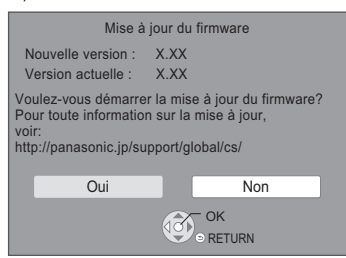 Mise à jour du firmware
Nouvelle version : X.XX
Version actuelle : X.XX
Voulez-vous démarrer la mise à jour du firmware?
Pour toute information sur la mise à jour,
voir:
http://panasonic.jp/support/global/cs/
Oui Non
OK
RETURN